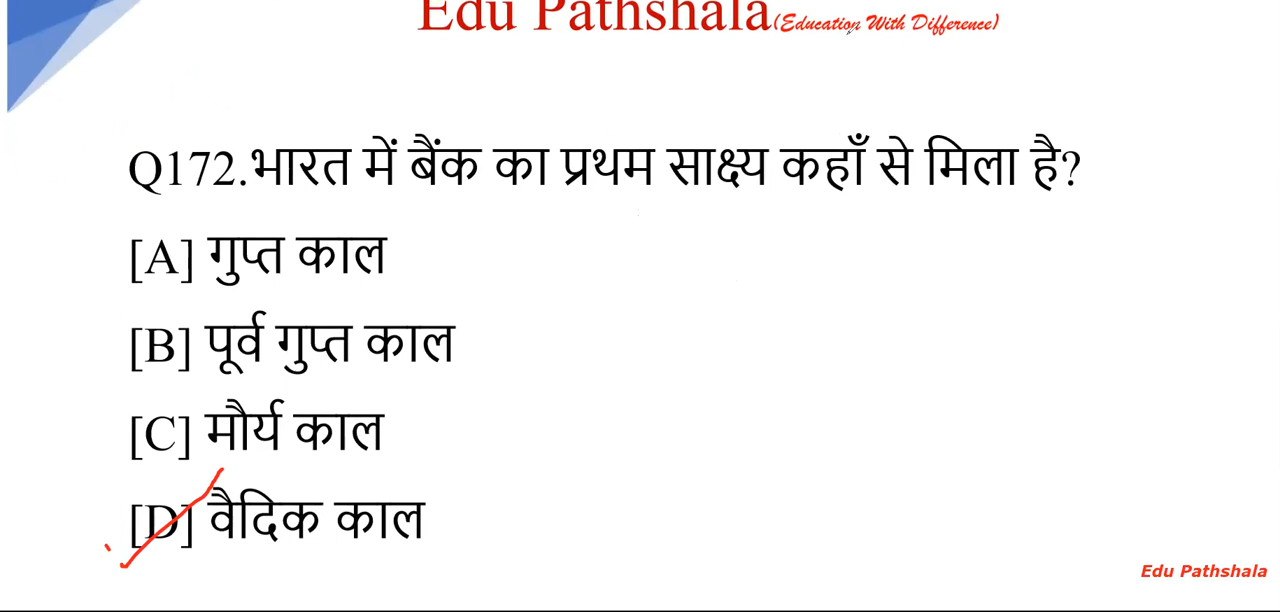 Edu Pathshala(Education With Difference)
Q172.भारत में बैंक का प्रथम साक्ष्य कहाँ से मिला है?
[A] गुप्त काल
[B] पूर्व गुप्त काल
[C] मौर्य काल
[D] वैदिक काल
Edu Pathshala